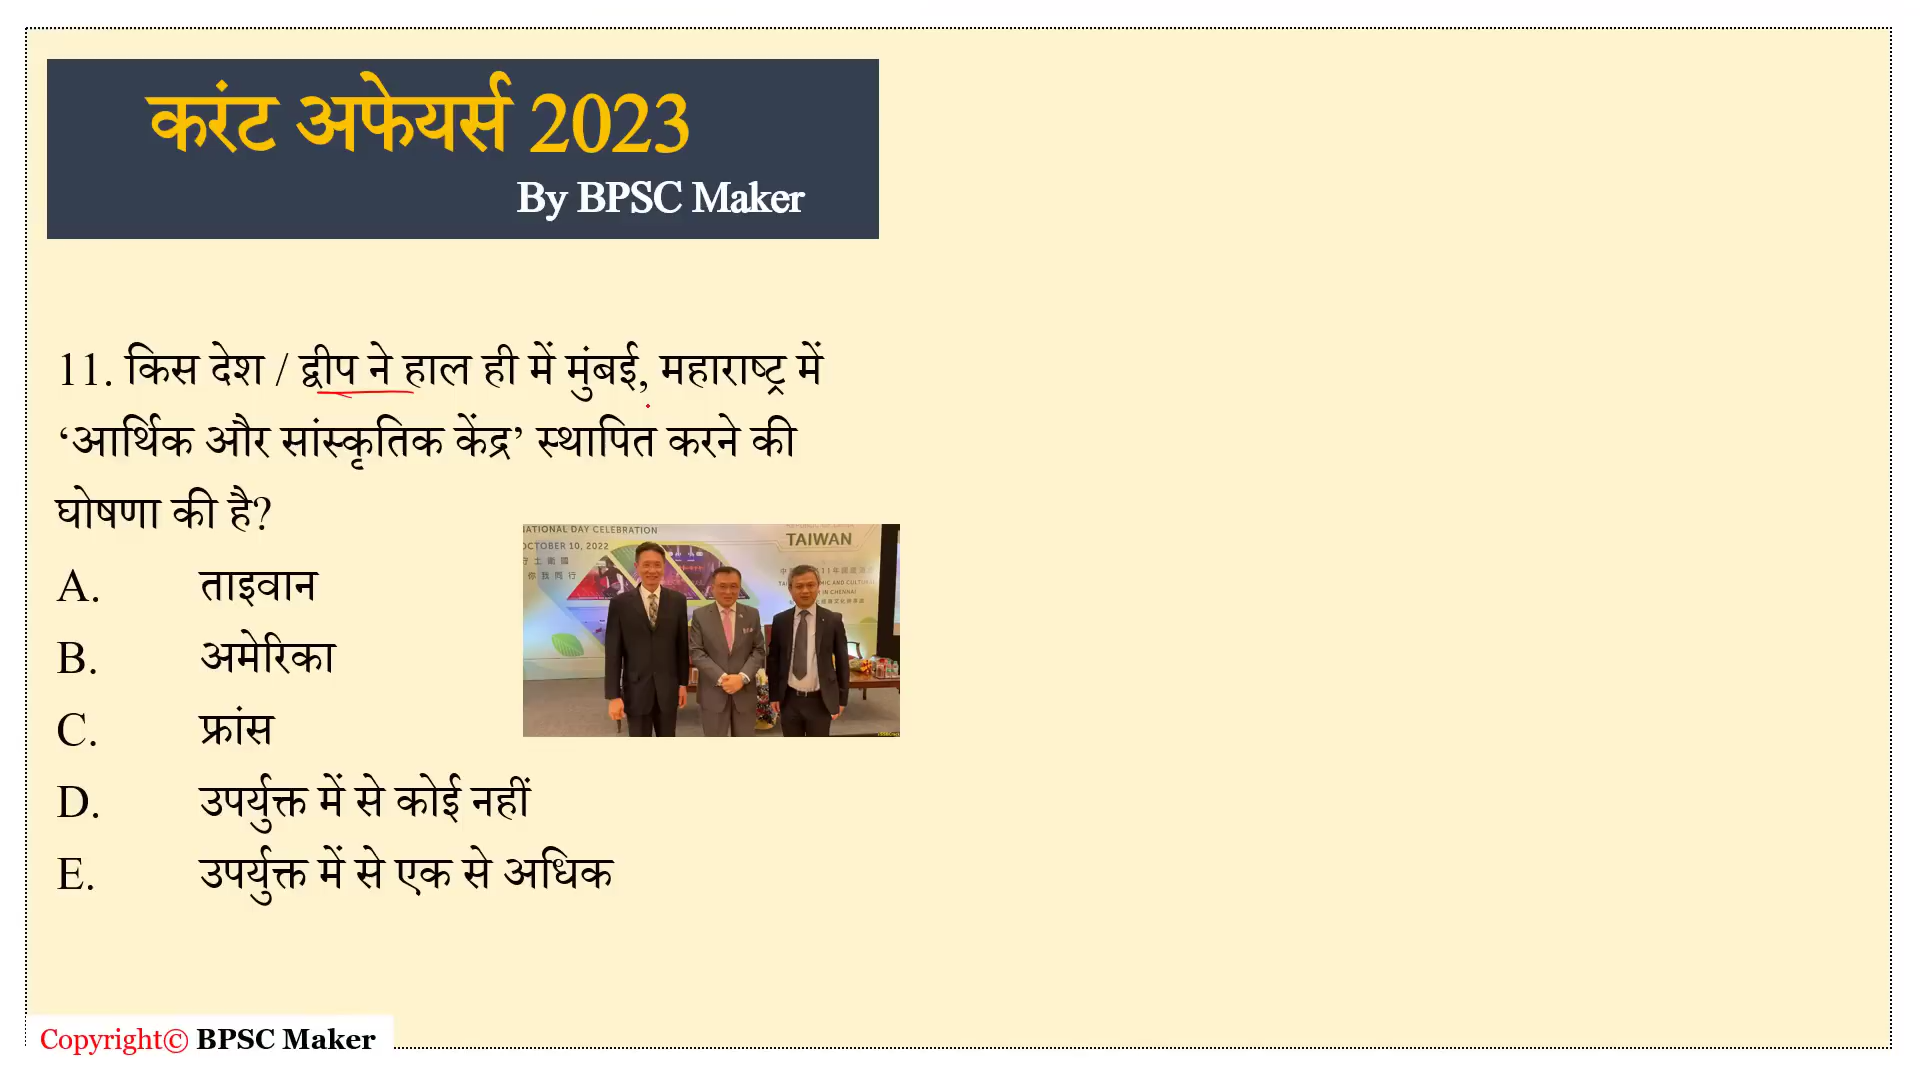 करंट अफेयर्स 2023
By BPSC Maker
11. किस देश / द्वीप ने हाल ही में मुंबई, महाराष्ट्र में
‘आर्थिक और सांस्कृतिक केंद्र’ स्थापित करने की
घोषणा की है?
NATIONAL DAY CELEBRATION
OCTOBER 10, 2022
TAIWAN
A. ताइवान
B. अमेरिका
C. फ्रांस
D. उपर्युक्त में से कोई नहीं
E. उपर्युक्त में से एक से अधिक
Copyright© BPSC Maker